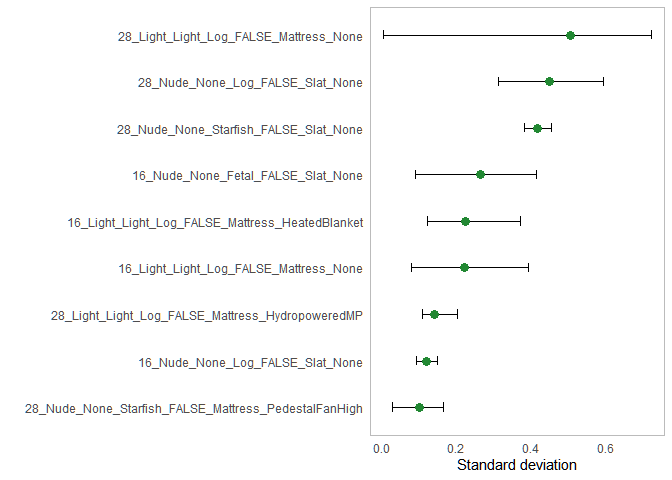 28_Light_Light_Log_FALSE_Mattress_None
28_Nude_None_Log_FALSE_Slat_None
28_Nude_None_Starfish_FALSE_Slat_None
16_Nude_None_Fetal_FALSE_Slat_None
16_Light_Light_Log_FALSE_Mattress_HeatedBlanket
16_Light_Light_Log_FALSE_Mattress_None
28_Light_Light_Log_FALSE_Mattress_HydropoweredMP
16_Nude_None_Log_FALSE_Slat_None
28_Nude_None_Starfish_FALSE_Mattress_PedestalFanHigh
0.0 0.2 0.4 0.6
Standard deviation